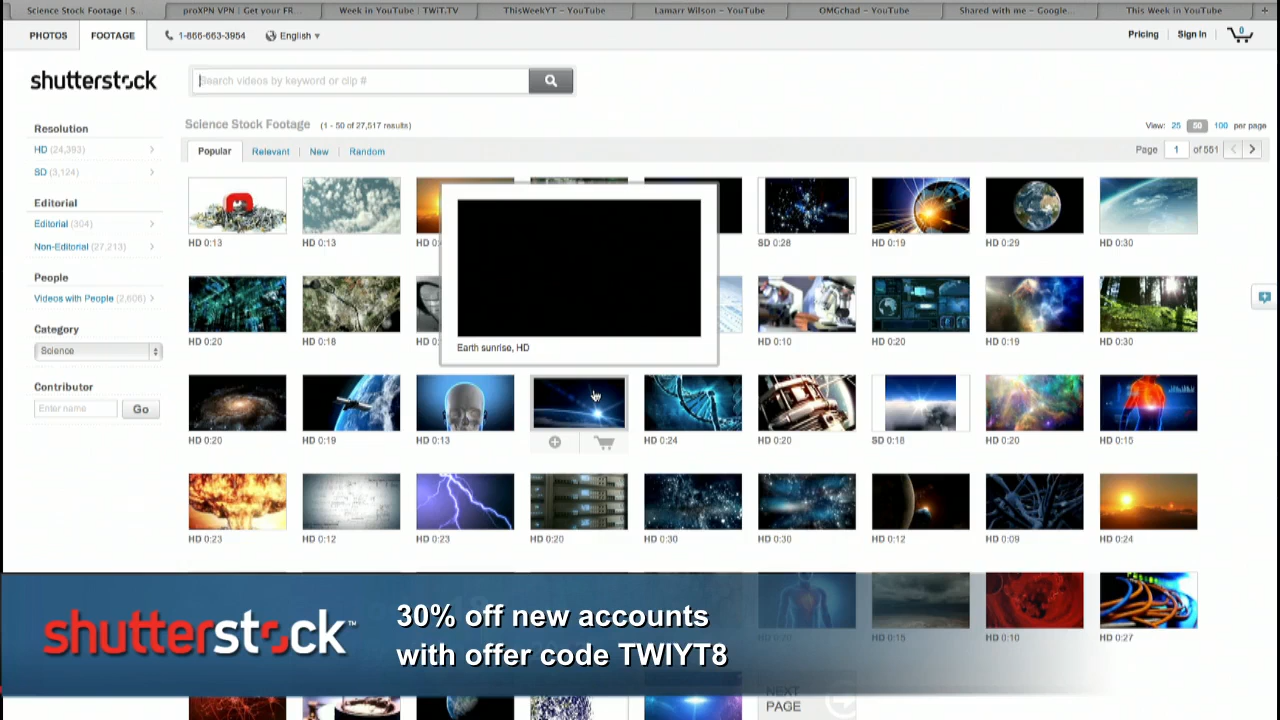 Science Stock Footage | S...
proXPN VPN | Get your FR...
Week in YouTube | TWiT.TV
ThisWeekYT – YouTube
Lamarr Wilson – YouTube
OMGchad – YouTube
Shared with me – Google...
This Week in YouTube
PHOTOS
FOOTAGE
1-866-663-3954
English
Pricing
Sign In
0
shutterstock
Search videos by keyword or clip #
Science Stock Footage (1 - 50 of 27,517 results)
View: 25 50 100 per page
Popular
Relevant
New
Random
Page 1 of 551
Resolution
HD (24,393)
SD (3,124)
Editorial
Editorial (304)
Non-Editorial (27,213)
People
Videos with People (2,606)
Category
Science
Contributor
Enter name
Go
HD 0:13
HD 0:13
SD 0:28
HD 0:19
HD 0:29
HD 0:30
Earth sunrise, HD
HD 0:20
HD 0:18
HD 0:10
HD 0:20
HD 0:19
HD 0:30
HD 0:20
HD 0:19
HD 0:13
HD 0:24
HD 0:20
SD 0:18
HD 0:20
HD 0:15
HD 0:23
HD 0:12
HD 0:23
HD 0:20
HD 0:30
HD 0:30
HD 0:12
HD 0:09
HD 0:24
HD 0:15
HD 0:10
HD 0:27
shutterstock™
30% off new accounts
with offer code TWIYT8
NEXT
PAGE